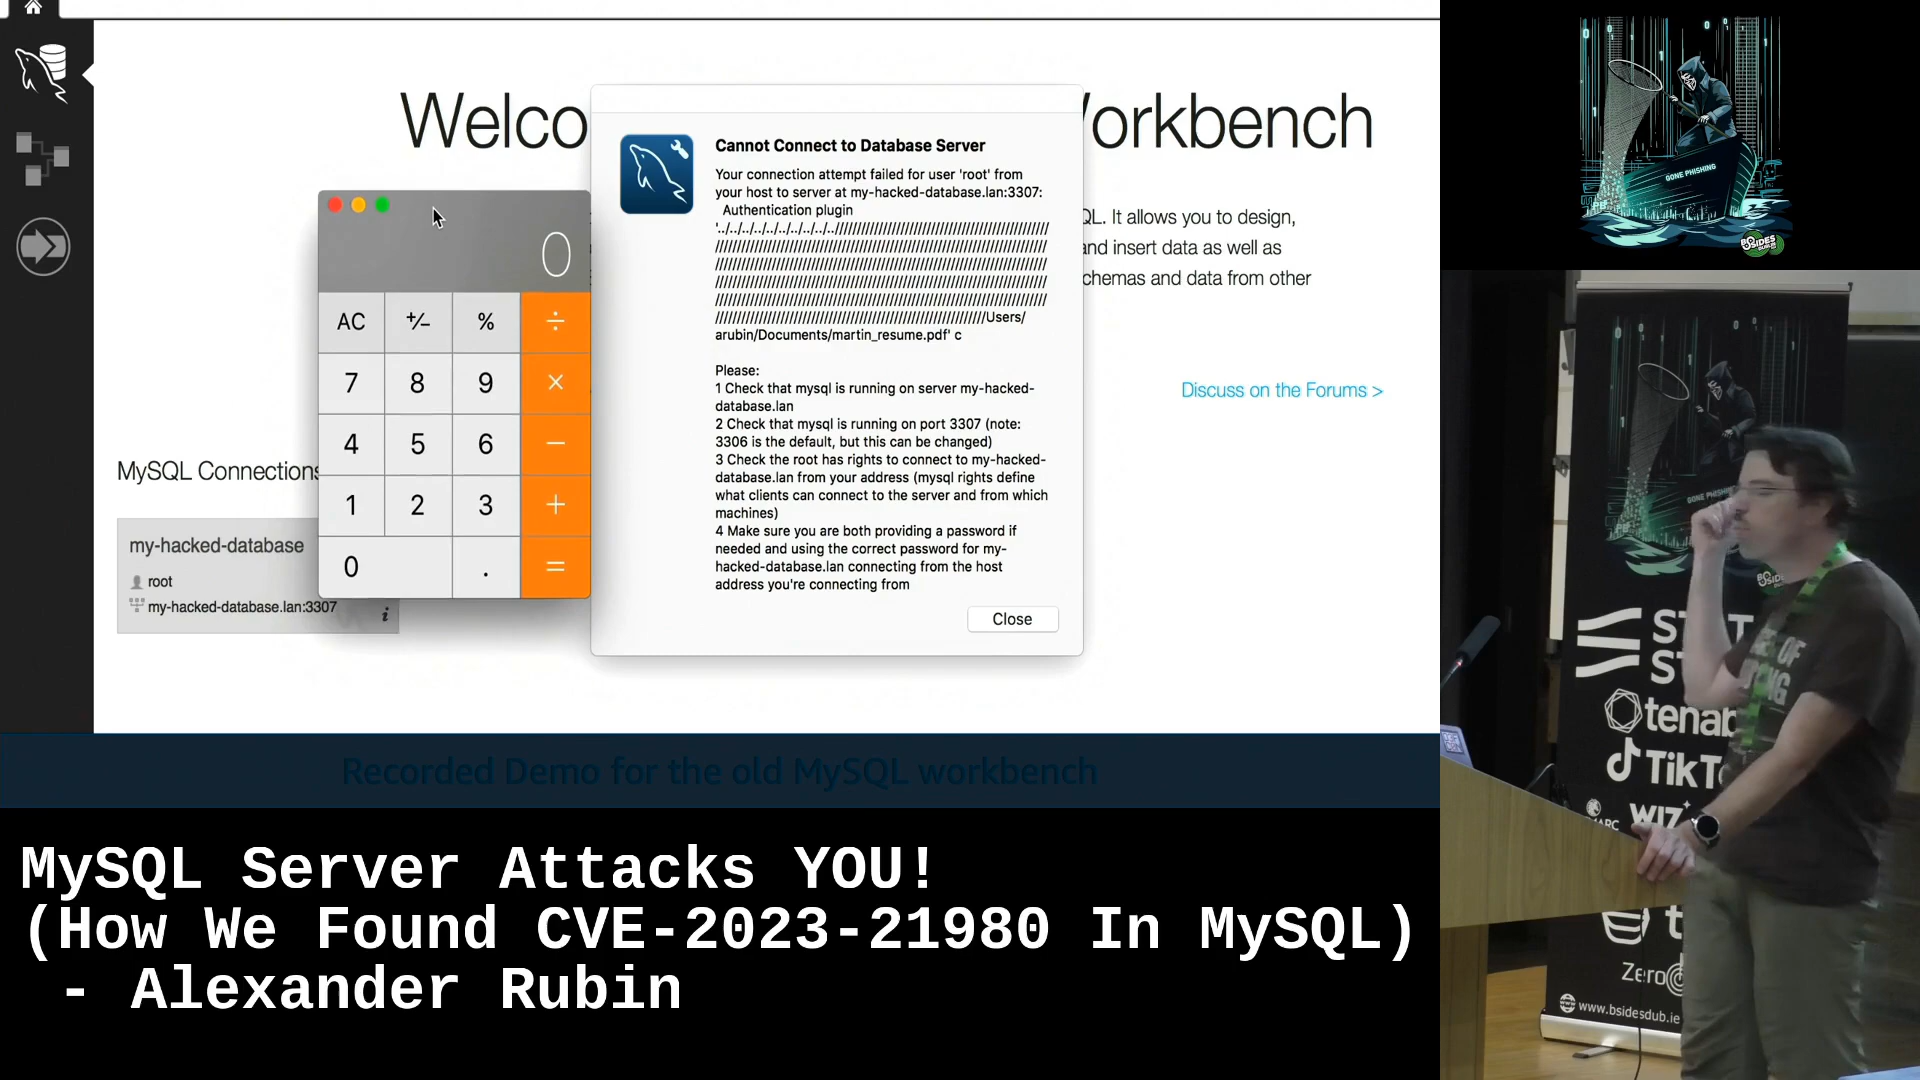 Welco
orkbench
QL. It allows you to design,
and insert data as well as
chemas and data from other
Discuss on the Forums >
MySQL Connections
my-hacked-database
root
my-hacked-database.lan:3307
i
0
AC +/− % ÷
7 8 9 ×
4 5 6 −
1 2 3 +
0 . =
Cannot Connect to Database Server
Your connection attempt failed for user 'root' from
your host to server at my-hacked-database.lan:3307:
Authentication plugin
Users/
arubin/Documents/martin_resume.pdf' c
Please:
1 Check that mysql is running on server my-hacked-
database.lan
2 Check that mysql is running on port 3307 (note:
3306 is the default, but this can be changed)
3 Check the root has rights to connect to my-hacked-
database.lan from your address (mysql rights define
what clients can connect to the server and from which
machines)
4 Make sure you are both providing a password if
needed and using the correct password for my-
hacked-database.lan connecting from the host
address you're connecting from
Close
Recorded Demo for the old MySQL workbench
MySQL Server Attacks YOU!
(How We Found CVE-2023-21980 In MySQL)
- Alexander Rubin
GONE PHISHING
BSIDES
tenab
TikT
WIZ
Zero
www.bsidesdub.ie